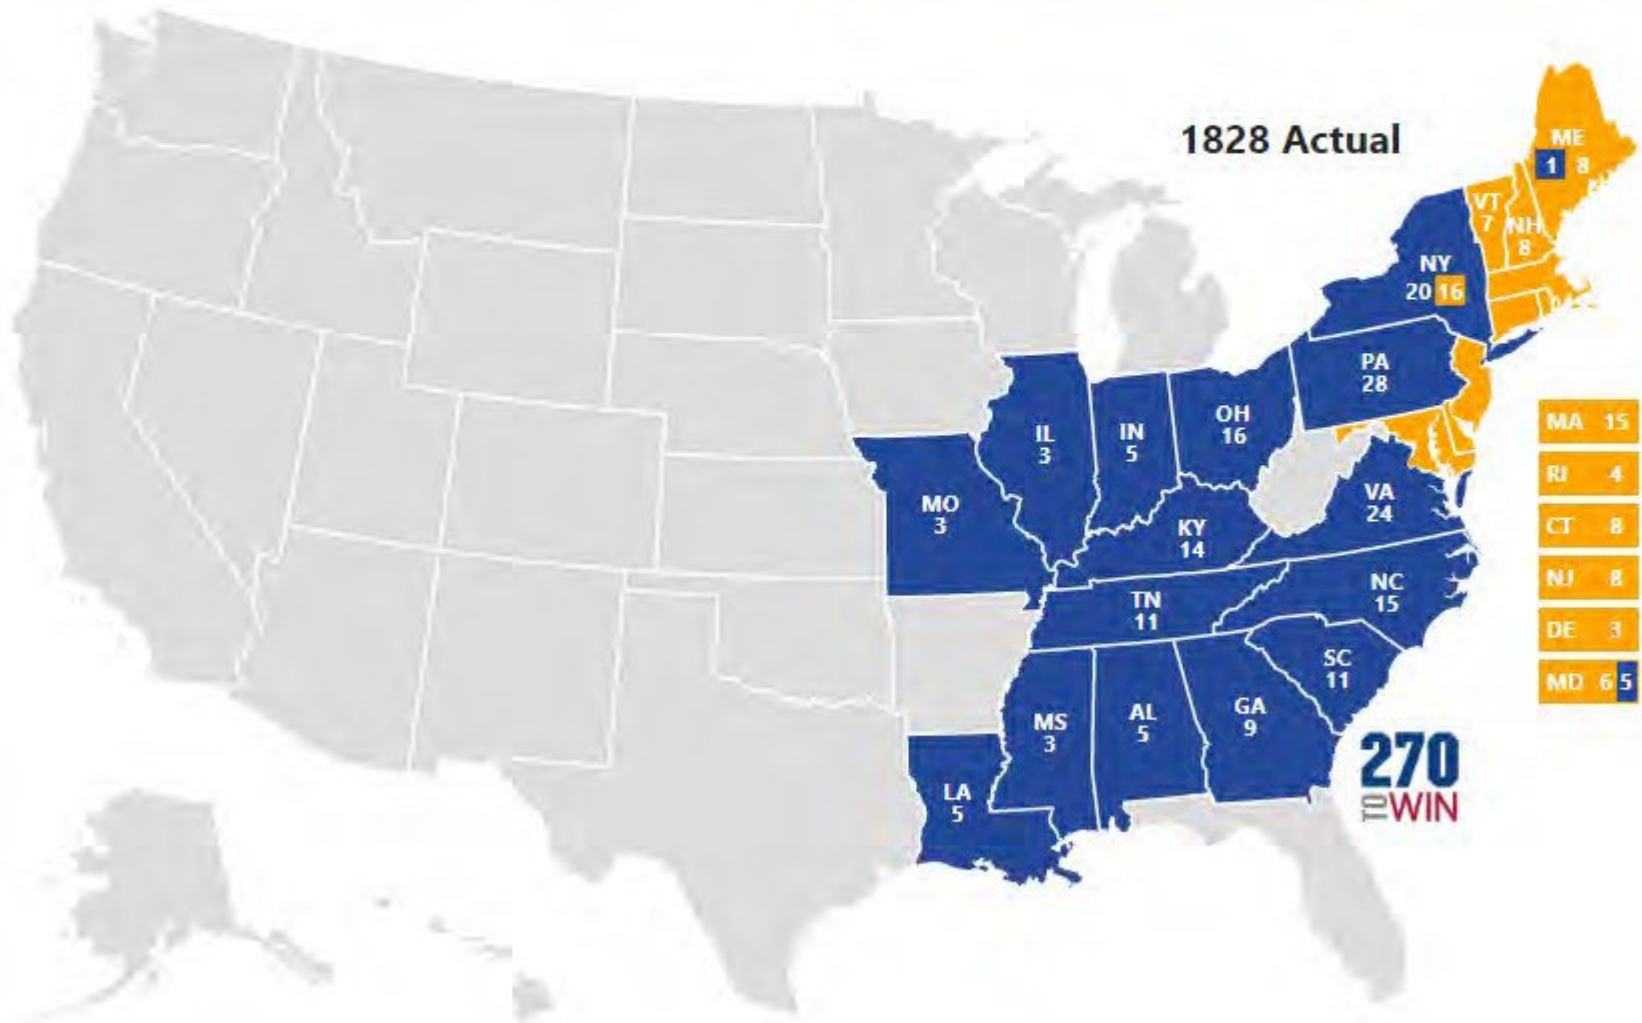 1828 Actual
ME
1 8
VT
7
NH
8
NY
20 16
PA
28
OH
16
IN
5
IL
3
MO
3
KY
14
VA
24
TN
11
NC
15
SC
11
MS
3
AL
5
GA
9
LA
5
MA 15
RI 4
CT 8
NJ 8
DE 3
MD 6 5
270
TO WIN